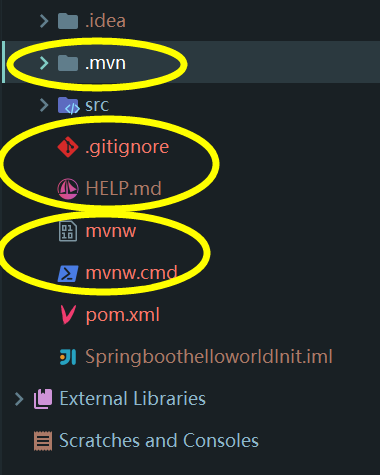 .idea
.mvn
src
.gitignore
HELP.md
mvnw
mvnw.cmd
pom.xml
SpringboothelloworldInit.iml
External Libraries
Scratches and Consoles